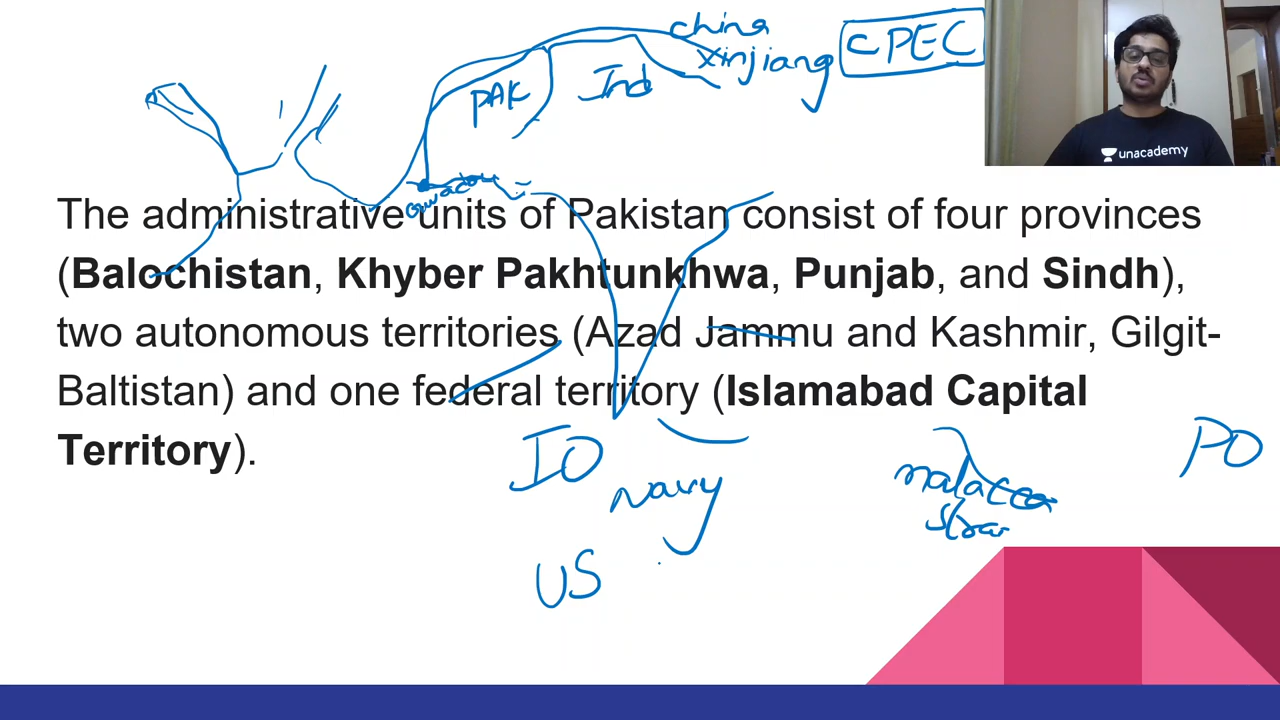 china
xinjiang
CPEC
PAK
Ind
Gwadar
unacademy
The administrative units of Pakistan consist of four provinces
(Balochistan, Khyber Pakhtunkhwa, Punjab, and Sindh),
two autonomous territories (Azad Jammu and Kashmir, Gilgit-
Baltistan) and one federal territory (Islamabad Capital
Territory).
IO
Navy
malacca
PO
US